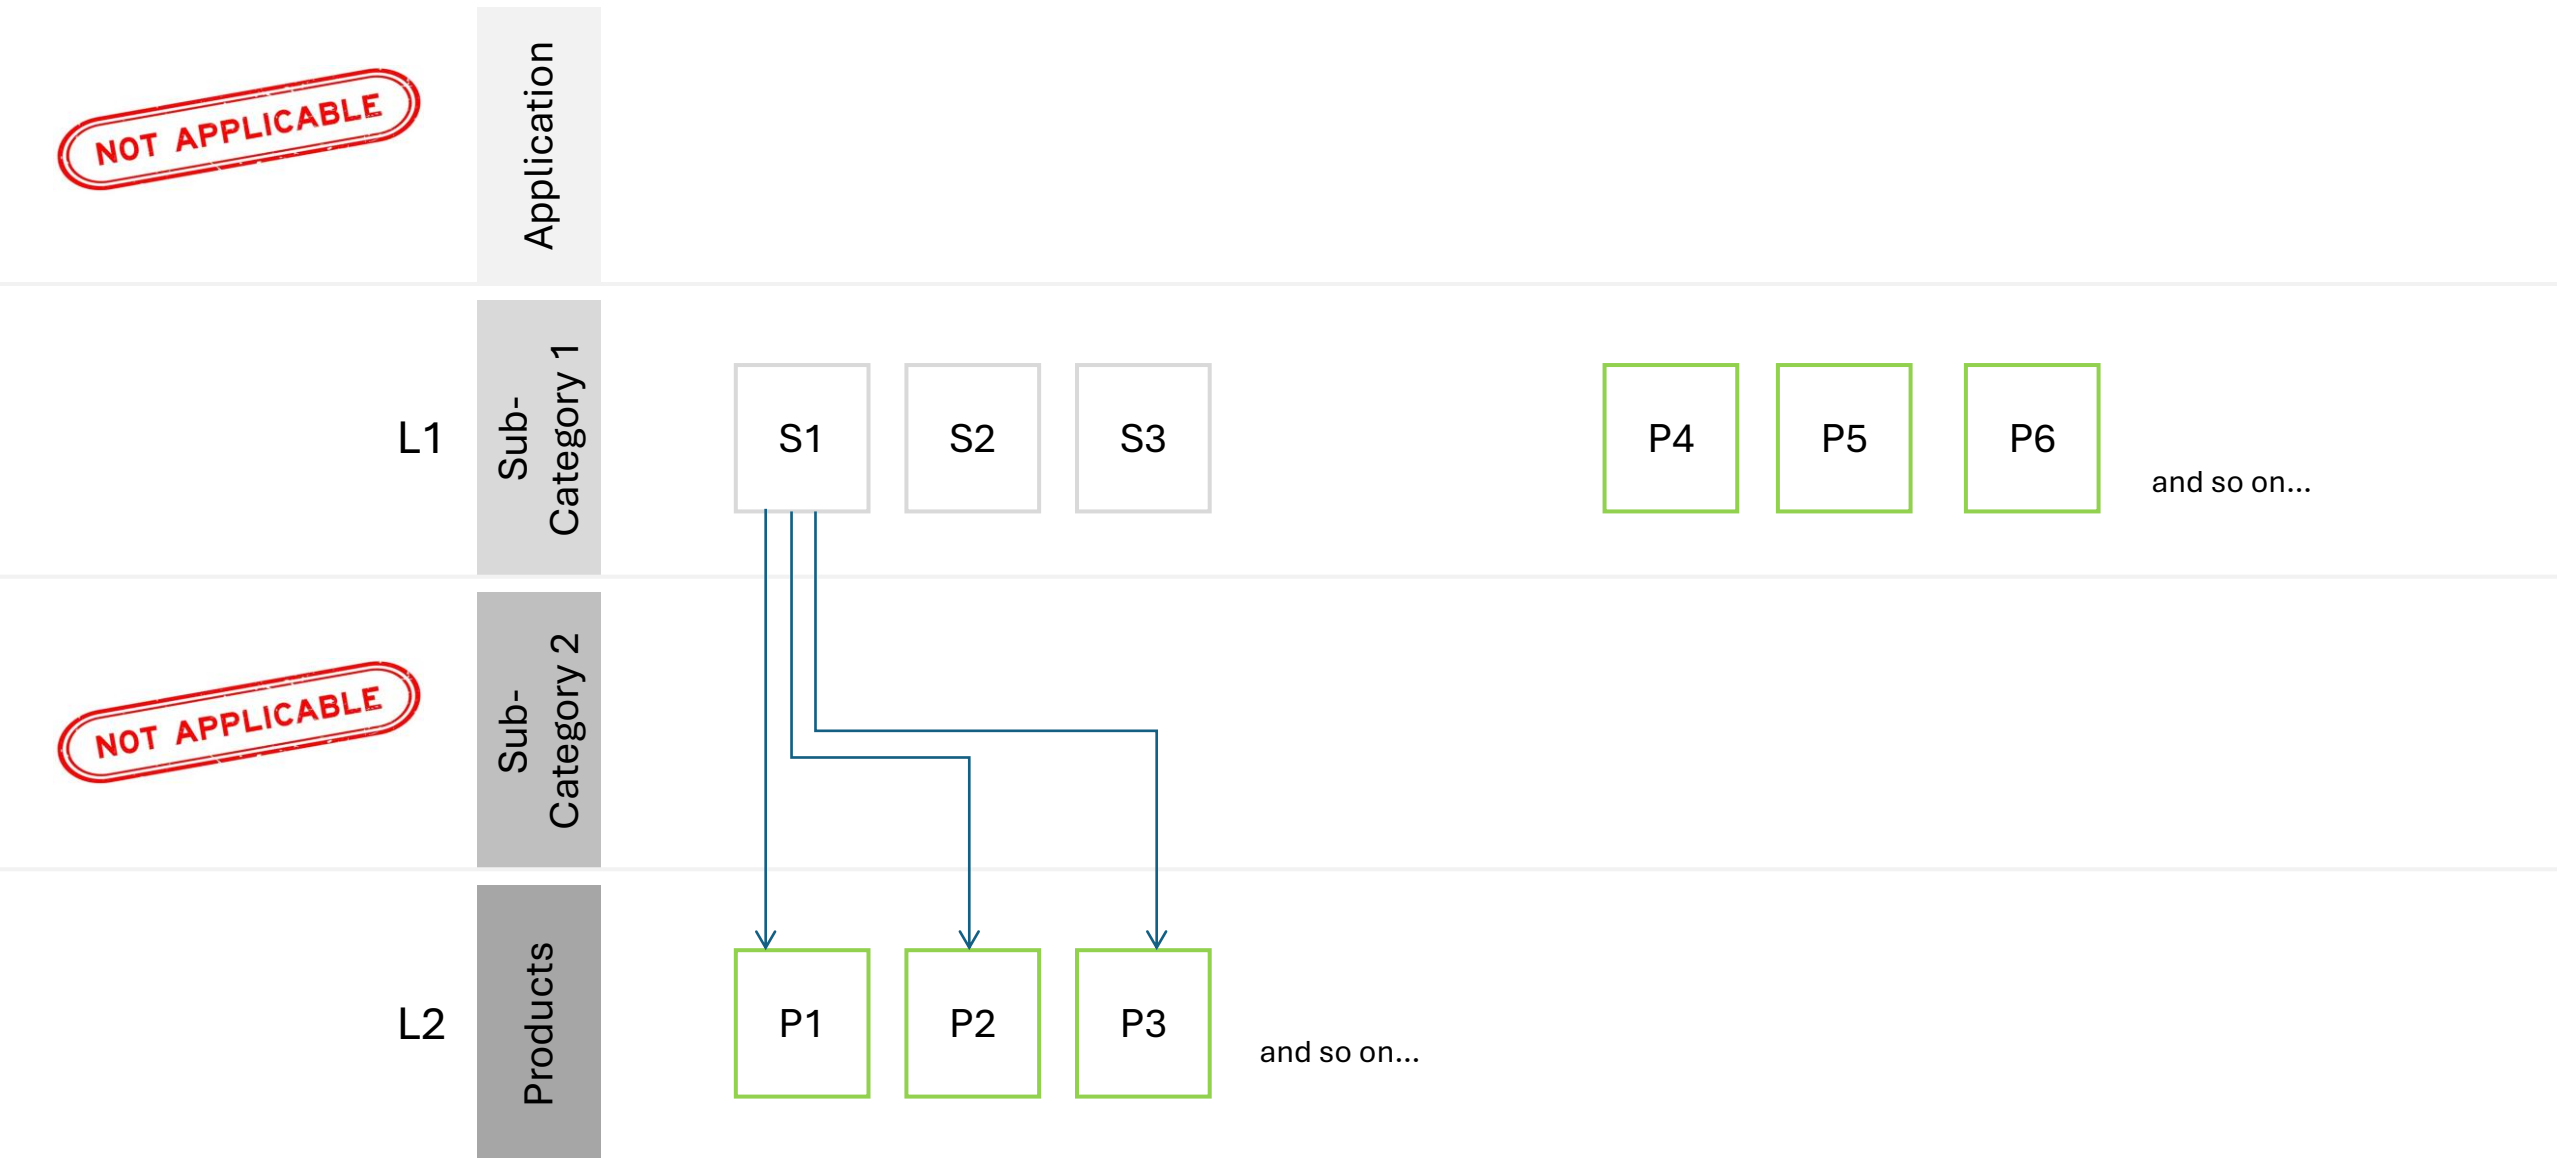 NOT APPLICABLE
Application
L1
Sub-
Category 1
S1
S2
S3
P4
P5
P6
and so on...
NOT APPLICABLE
Sub-
Category 2
L2
Products
P1
P2
P3
and so on...